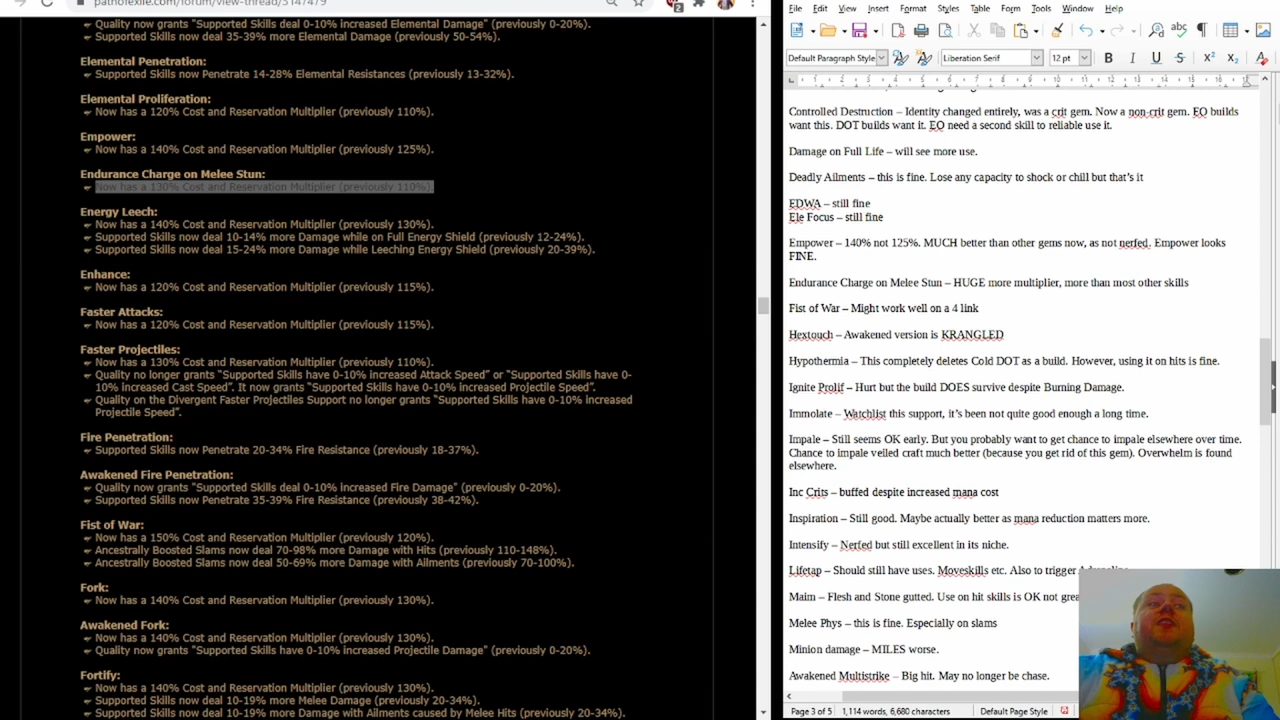 pathofexile.com/forum/view-thread/3147479
2
Quality now grants "Supported Skills deal 0-10% increased Elemental Damage" (previously 0-20%).
Supported Skills now deal 35-39% more Elemental Damage (previously 50-54%).
Elemental Penetration:
Supported Skills now Penetrate 14-28% Elemental Resistances (previously 13-32%).
Elemental Proliferation:
Now has a 120% Cost and Reservation Multiplier (previously 110%).
Empower:
Now has a 140% Cost and Reservation Multiplier (previously 125%).
Endurance Charge on Melee Stun:
Now has a 130% Cost and Reservation Multiplier (previously 110%).
Energy Leech:
Now has a 140% Cost and Reservation Multiplier (previously 130%).
Supported Skills now deal 10-14% more Damage while on Full Energy Shield (previously 12-24%).
Supported Skills now deal 15-24% more Damage while Leeching Energy Shield (previously 20-39%).
Enhance:
Now has a 120% Cost and Reservation Multiplier (previously 115%).
Faster Attacks:
Now has a 120% Cost and Reservation Multiplier (previously 115%).
Faster Projectiles:
Now has a 130% Cost and Reservation Multiplier (previously 110%).
Quality no longer grants "Supported Skills have 0-10% increased Attack Speed" or "Supported Skills have 0-
10% increased Cast Speed". It now grants "Supported Skills have 0-10% increased Projectile Speed".
Quality on the Divergent Faster Projectiles Support no longer grants "Supported Skills have 0-10% increased
Projectile Speed".
Fire Penetration:
Supported Skills now Penetrate 20-34% Fire Resistance (previously 18-37%).
Awakened Fire Penetration:
Quality now grants "Supported Skills deal 0-10% increased Fire Damage" (previously 0-20%).
Supported Skills now Penetrate 35-39% Fire Resistance (previously 38-42%).
Fist of War:
Now has a 150% Cost and Reservation Multiplier (previously 120%).
Ancestrally Boosted Slams now deal 70-98% more Damage with Hits (previously 110-148%).
Ancestrally Boosted Slams now deal 50-69% more Damage with Ailments (previously 70-100%).
Fork:
Now has a 140% Cost and Reservation Multiplier (previously 130%).
Awakened Fork:
Now has a 140% Cost and Reservation Multiplier (previously 130%).
Quality now grants "Supported Skills have 0-10% increased Projectile Damage" (previously 0-20%).
Fortify:
Now has a 140% Cost and Reservation Multiplier (previously 130%).
Supported Skills now deal 10-19% more Melee Damage (previously 20-34%).
Supported Skills now deal 10-19% more Damage with Ailments caused by Melee Hits (previously 20-34%).
File Edit View Insert Format Styles Table Form Tools Window Help
Default Paragraph Style Liberation Serif 12 pt B I U S X² X₂ A
Controlled Destruction – Identity changed entirely, was a crit gem. Now a non-crit gem. EO builds
want this. DOT builds want it. EO need a second skill to reliable use it.
Damage on Full Life – will see more use.
Deadly Ailments – this is fine. Lose any capacity to shock or chill but that's it
EDWA – still fine
Ele Focus – still fine
Empower – 140% not 125%. MUCH better than other gems now, as not nerfed. Empower looks
FINE.
Endurance Charge on Melee Stun – HUGE more multiplier, more than most other skills
Fist of War – Might work well on a 4 link
Hextouch – Awakened version is KRANGLED
Hypothermia – This completely deletes Cold DOT as a build. However, using it on hits is fine.
Ignite Prolif – Hurt but the build DOES survive despite Burning Damage.
Immolate – Watchlist this support, it's been not quite good enough a long time.
Impale – Still seems OK early. But you probably want to get chance to impale elsewhere over time.
Chance to impale veiled craft much better (because you get rid of this gem). Overwhelm is found
elsewhere.
Inc Crits – buffed despite increased mana cost
Inspiration – Still good. Maybe actually better as mana reduction matters more.
Intensify – Nerfed but still excellent in its niche.
Lifetap – Should still have uses. Moveskills etc. Also to trigger
Maim – Flesh and Stone gutted. Use on hit skills is OK not
Melee Phys – this is fine. Especially on slams
Minion damage – MILES worse.
Awakened Multistrike – Big hit. May no longer be chase.
Page 3 of 5 1,114 words, 6,680 characters Default Page Style